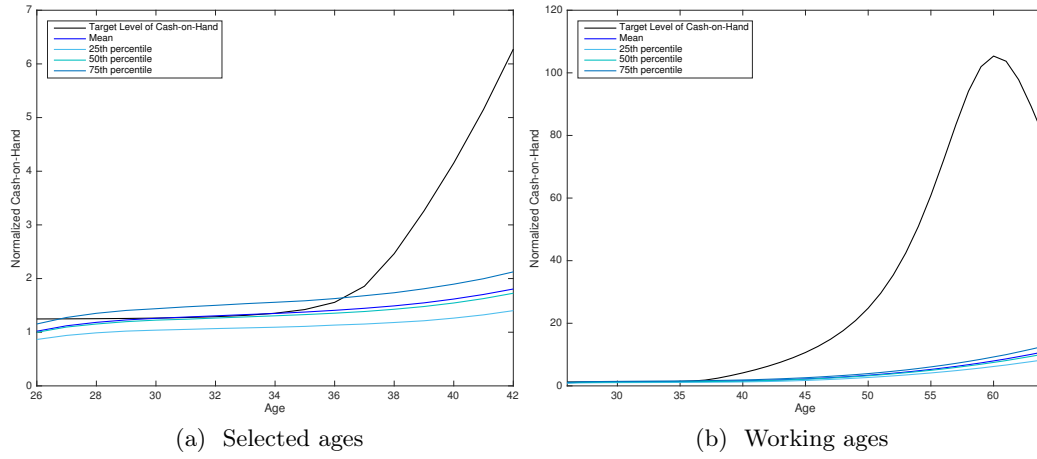 7
6
5
4
3
2
1
0
Normalized Cash-on-Hand
Target Level of Cash-on-Hand
Mean
25th percentile
50th percentile
75th percentile
26 28 30 32 34 36 38 40 42
Age
(a) Selected ages
120
100
80
60
40
20
0
Normalized Cash-on-Hand
Target Level of Cash-on-Hand
Mean
25th percentile
50th percentile
75th percentile
30 35 40 45 50 55 60
Age
(b) Working ages